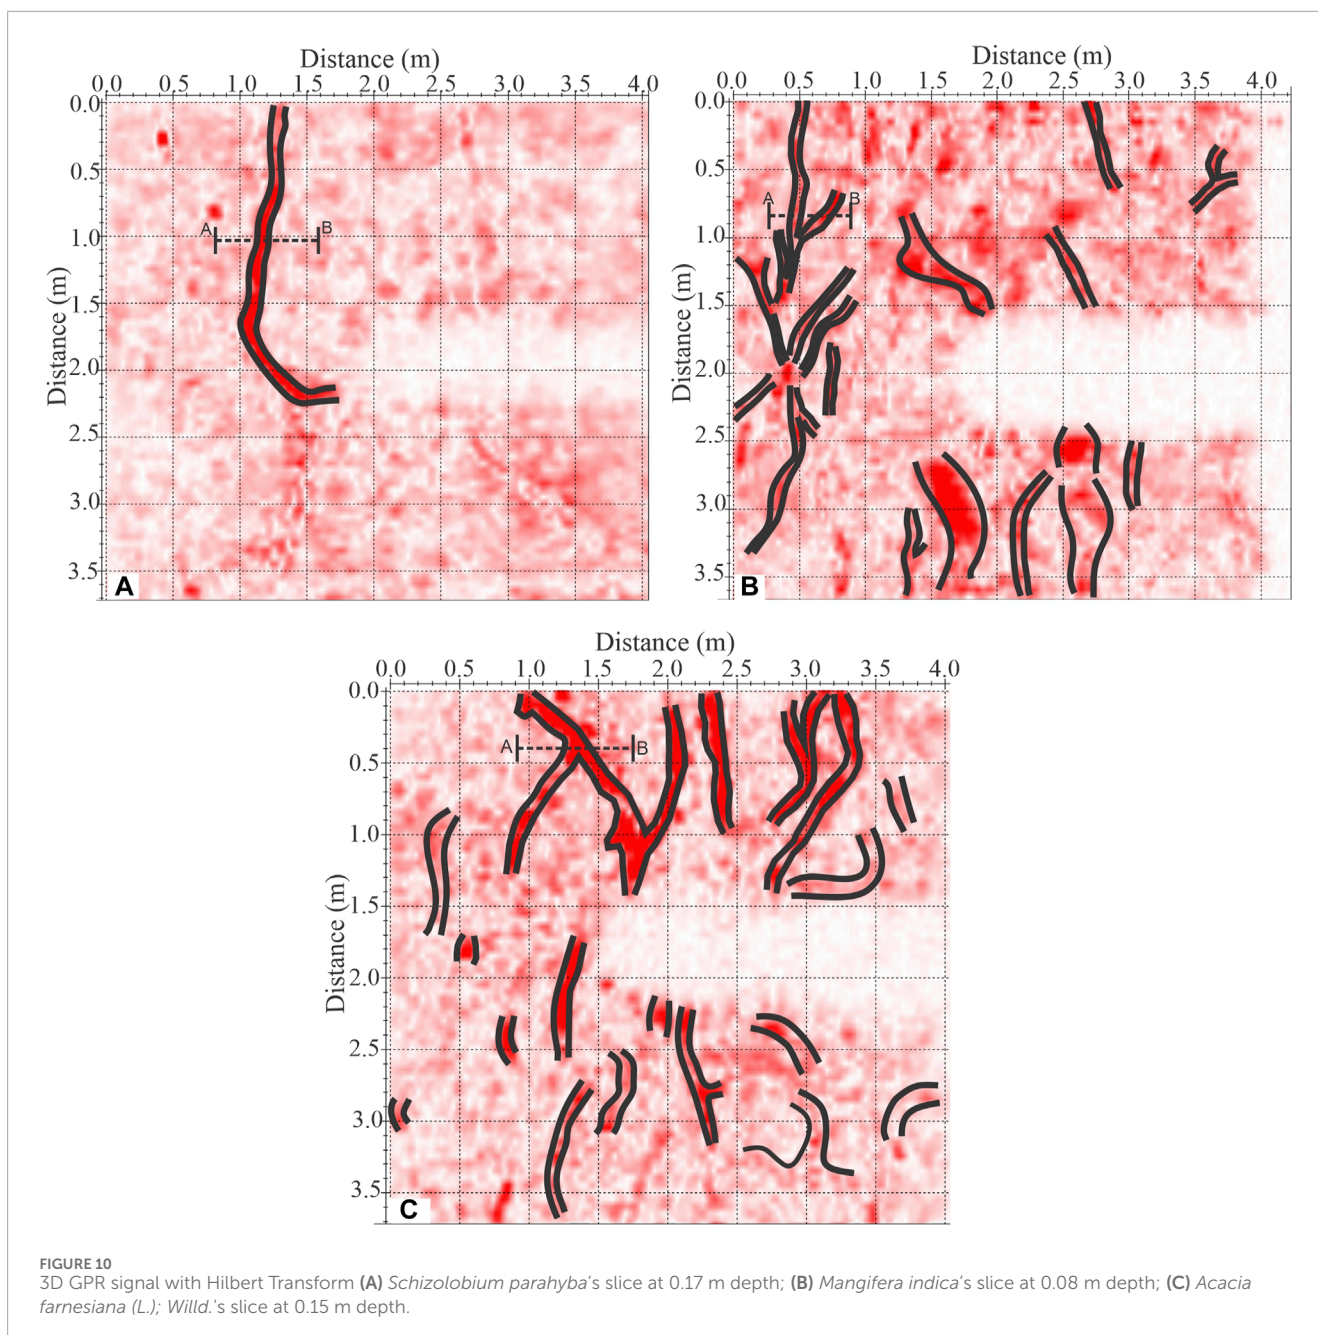 Distance (m)
0.0 0.5 1.0 1.5 2.0 2.5 3.0 3.5 4.0
Distance (m)
0.0
0.5
1.0
1.5
2.0
2.5
3.0
3.5
A B
A
Distance (m)
0.0 0.5 1.0 1.5 2.0 2.5 3.0 3.5 4.0
Distance (m)
0.0
0.5
1.0
1.5
2.0
2.5
3.0
3.5
A B
B
Distance (m)
0.0 0.5 1.0 1.5 2.0 2.5 3.0 3.5 4.0
Distance (m)
0.0
0.5
1.0
1.5
2.0
2.5
3.0
3.5
A B
C
FIGURE 10
3D GPR signal with Hilbert Transform (A) Schizolobium parahyba's slice at 0.17 m depth; (B) Mangifera indica's slice at 0.08 m depth; (C) Acacia
farnesiana (L.); Willd.'s slice at 0.15 m depth.